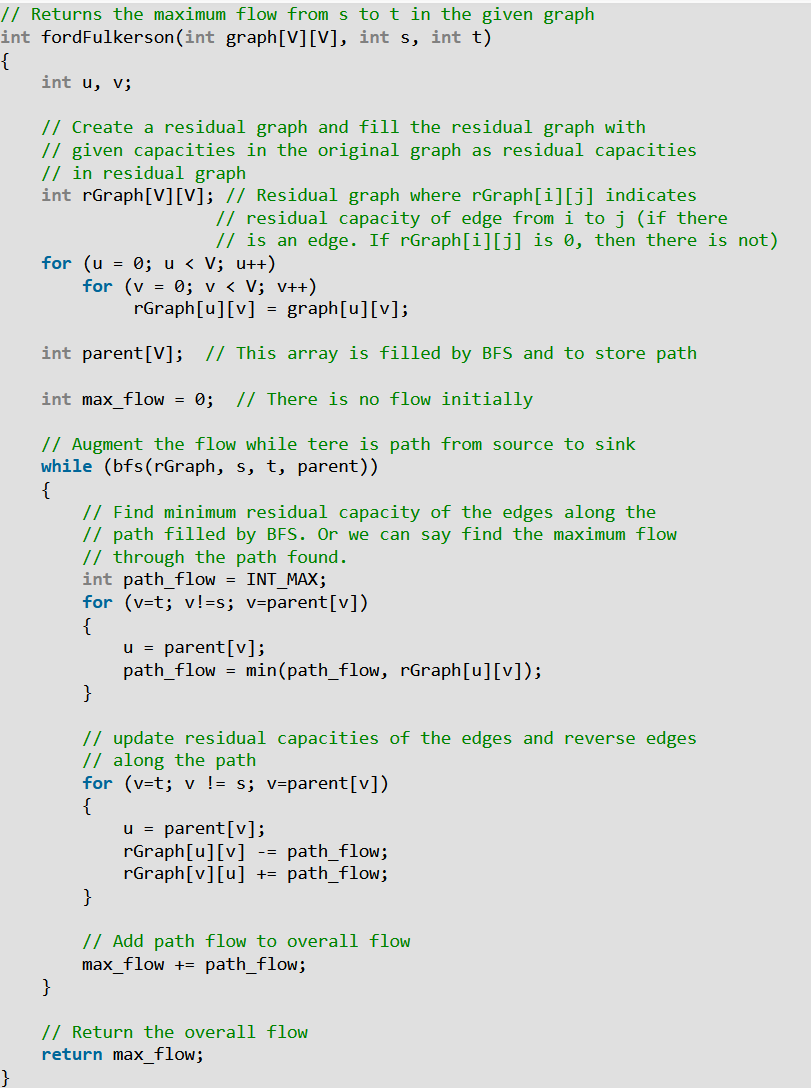 // Returns the maximum flow from s to t in the given graph
int fordFulkerson(int graph[V][V], int s, int t)
{
    int u, v;

    // Create a residual graph and fill the residual graph with
    // given capacities in the original graph as residual capacities
    // in residual graph
    int rGraph[V][V]; // Residual graph where rGraph[i][j] indicates
                     // residual capacity of edge from i to j (if there
                     // is an edge. If rGraph[i][j] is 0, then there is not)
    for (u = 0; u < V; u++)
        for (v = 0; v < V; v++)
             rGraph[u][v] = graph[u][v];

    int parent[V];  // This array is filled by BFS and to store path

    int max_flow = 0;  // There is no flow initially

    // Augment the flow while tere is path from source to sink
    while (bfs(rGraph, s, t, parent))
    {
        // Find minimum residual capacity of the edges along the
        // path filled by BFS. Or we can say find the maximum flow
        // through the path found.
        int path_flow = INT_MAX;
        for (v=t; v!=s; v=parent[v])
        {
            u = parent[v];
            path_flow = min(path_flow, rGraph[u][v]);
        }

        // update residual capacities of the edges and reverse edges
        // along the path
        for (v=t; v != s; v=parent[v])
        {
            u = parent[v];
            rGraph[u][v] -= path_flow;
            rGraph[v][u] += path_flow;
        }

        // Add path flow to overall flow
        max_flow += path_flow;
    }

    // Return the overall flow
    return max_flow;
}